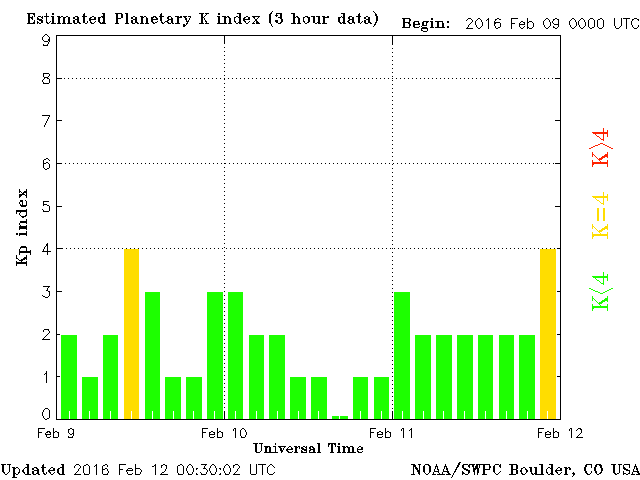 Estimated Planetary K index (3 hour data) Begin: 2016 Feb 09 0000 UTC
9
8
7
6
5
4
3
2
1
0
Kp index
K>4
K=4
K<4
Feb 9 Feb 10 Feb 11 Feb 12
Universal Time
Updated 2016 Feb 12 00:30:02 UTC NOAA/SWPC Boulder, CO USA